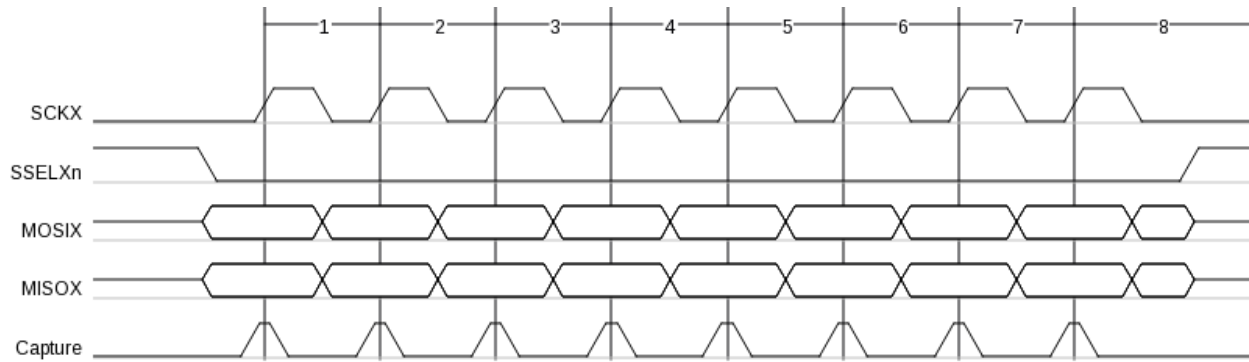 1 2 3 4 5 6 7 8
SCKX
SSELXn
MOSIX
MISOX
Capture